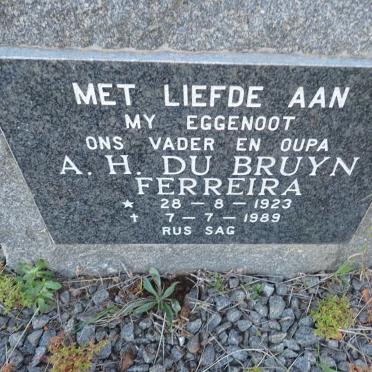 MET LIEFDE AAN
MY EGGENOOT
ONS VADER EN OUPA
A. H. DU BRUYN
FERREIRA
* 28 – 8 – 1923
† 7 – 7 – 1989
RUS SAG